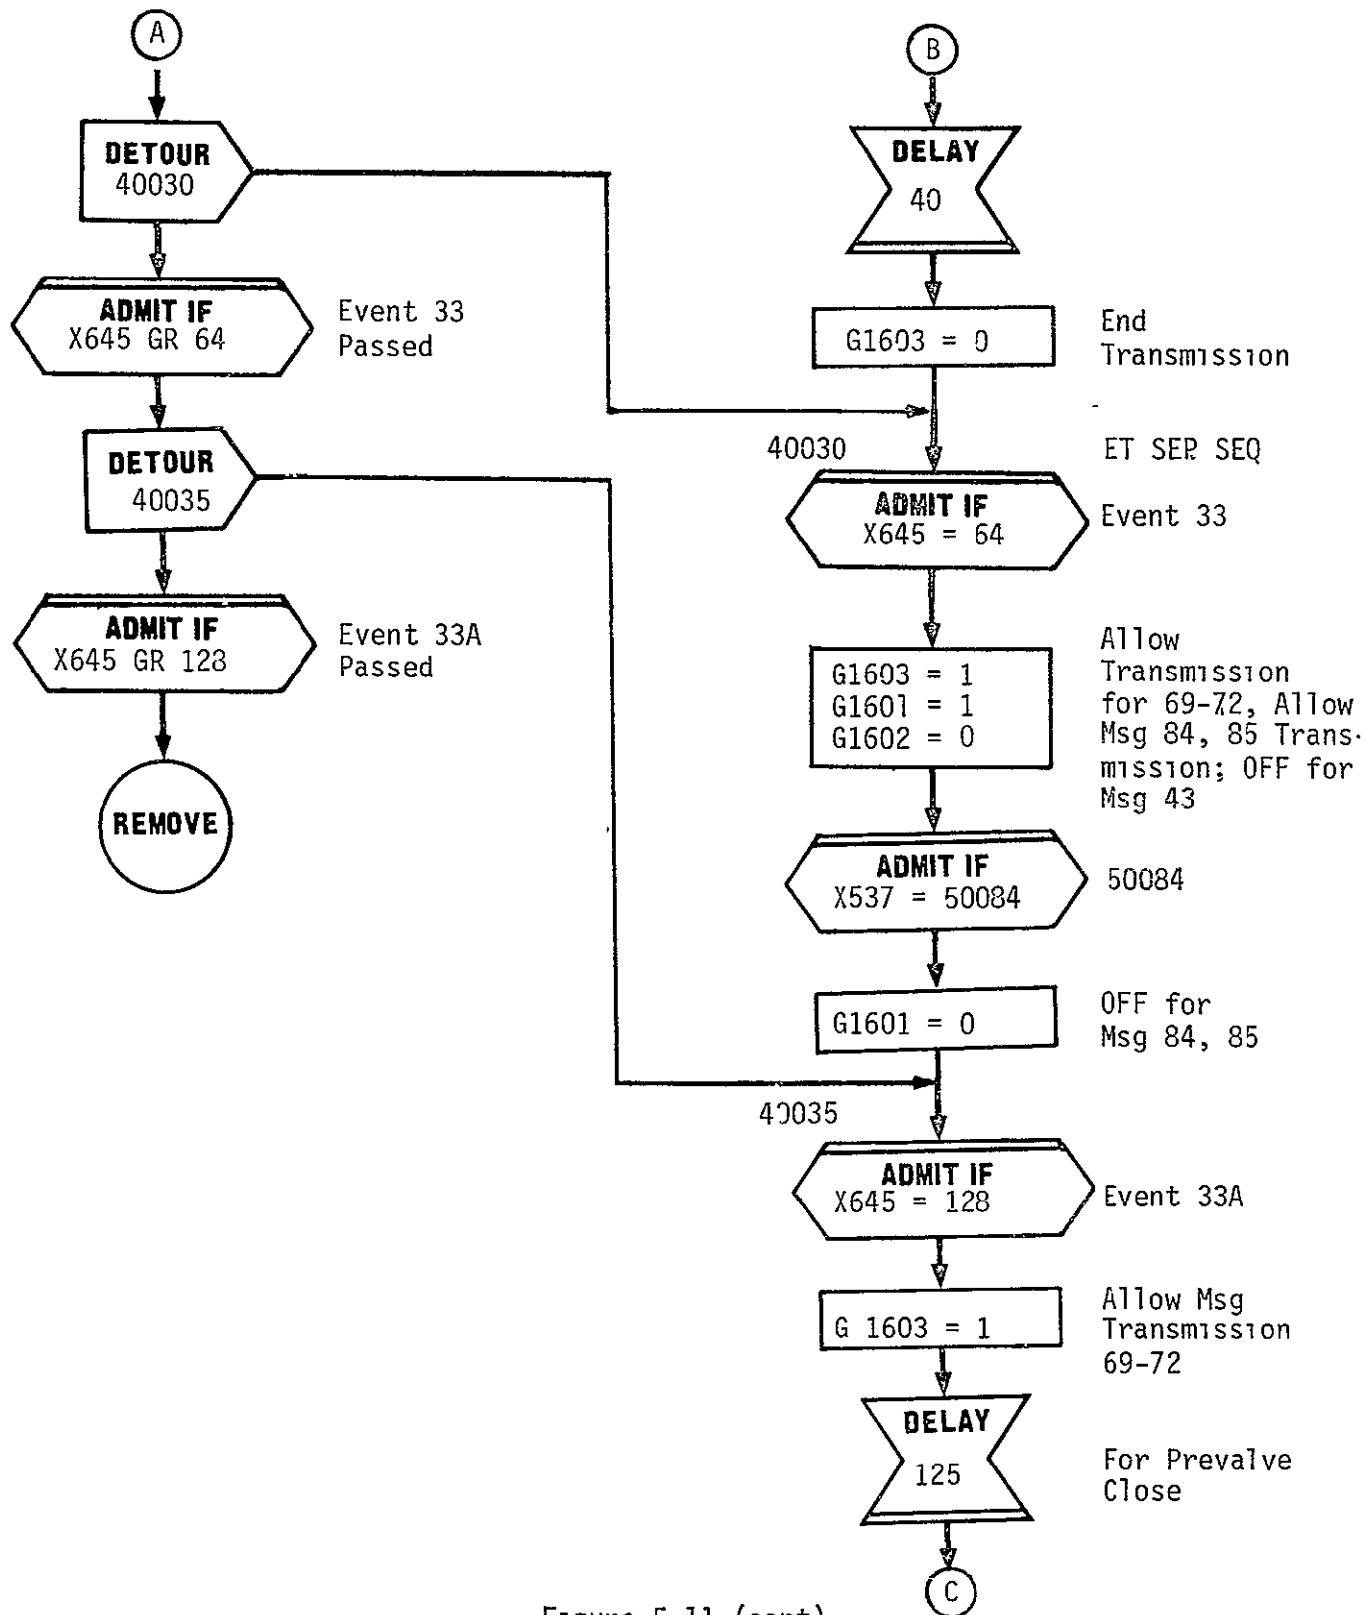 A
DETOUR
40030
ADMIT IF
X645 GR 64
Event 33
Passed
DETOUR
40035
ADMIT IF
X645 GR 128
Event 33A
Passed
REMOVE
B
DELAY
40
G1603 = 0
End
Transmission
40030
ET SEP SEQ
ADMIT IF
X645 = 64
Event 33
G1603 = 1
G1601 = 1
G1602 = 0
Allow
Transmission
for 69-72, Allow
Msg 84, 85 Trans-
mission; OFF for
Msg 43
ADMIT IF
X537 = 50084
50084
G1601 = 0
OFF for
Msg 84, 85
40035
ADMIT IF
X645 = 128
Event 33A
G 1603 = 1
Allow Msg
Transmission
69-72
DELAY
125
For Prevalve
Close
C
(cont)